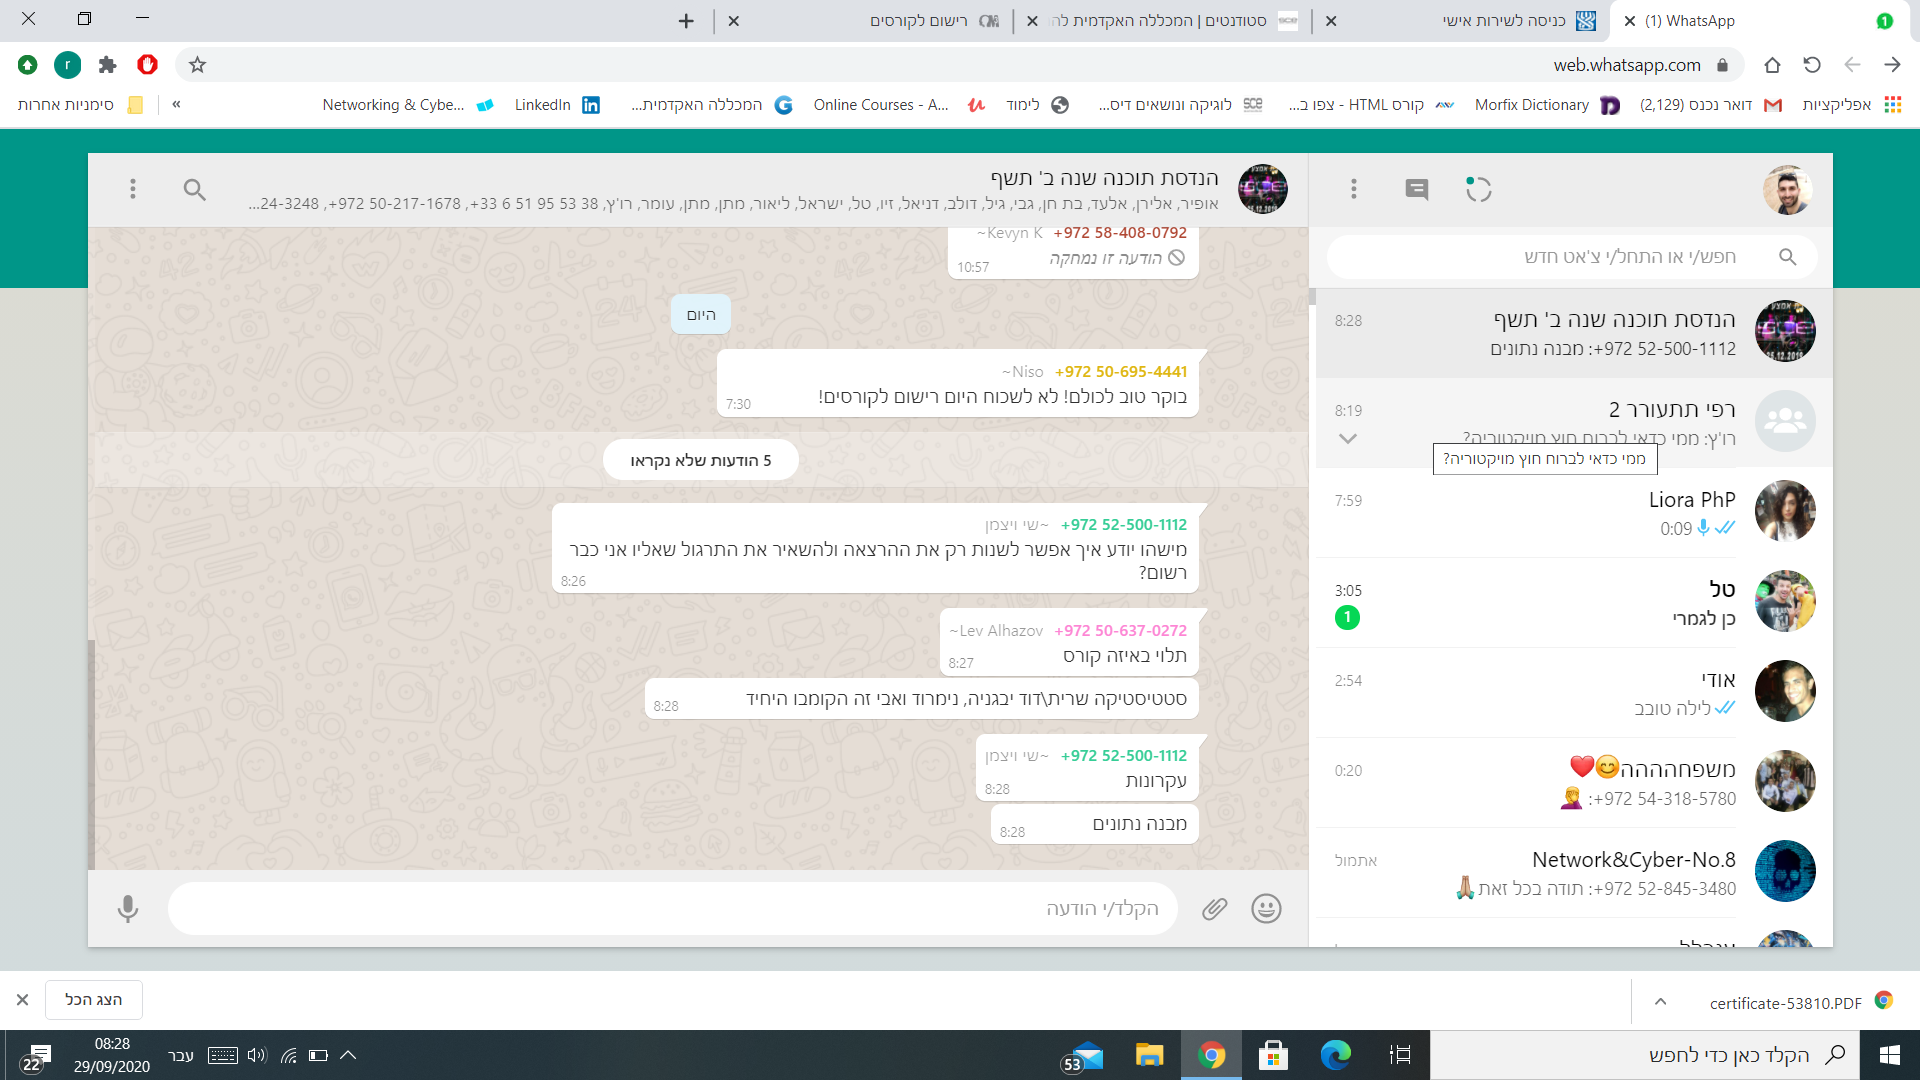 (1) WhatsApp
כניסה לשירות אישי
סטודנטים | המכללה האקדמית להנ
רישום לקורסים
web.whatsapp.com
אפליקציות
דואר נכנס (2,129)
Morfix Dictionary
קורס HTML - צפו ב...
לוגיקה ונושאים דיס...
לימוד
Online Courses - A...
המכללה האקדמית...
LinkedIn
Networking & Cybe...
»
סימניות אחרות
חפש/י או התחל/י צ'אט חדש
הנדסת תוכנה שנה ב' תשף
8:28
+972 52-500-1112: מבנה נתונים
רפי תתעורר 2
8:19
רו'ץ: ממי כדאי לברוח חוץ מויקטוריה?
ממי כדאי לברוח חוץ מויקטוריה?
Liora PhP
7:59
0:09
טל
3:05
כן לגמרי
1
אודי
2:54
לילה טובב
משפחהההה😊❤️
0:20
+972 54-318-5780: 🤦‍♀️
Network&Cyber-No.8
אתמול
+972 52-845-3480: תודה בכל זאת🙏🏼
הנדסת תוכנה שנה ב' תשף
אופיר, אלירן, אלעד, בת חן, גבי, גיל, דולב, דניאל, זיו, טל, ישראל, ליאור, מתן, מתן, עומר, רו'ץ, +33 6 51 95 53 38, +972 50-217-1678, ...24-3248
+972 58-408-0792 ~Kevyn K
הודעה זו נמחקה
10:57
היום
+972 50-695-4441 ~Niso
בוקר טוב לכולם! לא לשכוח היום רישום לקורסים!
7:30
5 הודעות שלא נקראו
+972 52-500-1112 ~שי ויצמן
מישהו יודע איך אפשר לשנות רק את ההרצאה ולהשאיר את התרגול שאליו אני כבר
רשום?
8:26
+972 50-637-0272 ~Lev Alhazov
תלוי באיזה קורס
8:27
סטטיסטיקה שרית\דוד יבגניה, נימרוד ואבי זה הקומבו היחיד
8:28
+972 52-500-1112 ~שי ויצמן
עקרונות
8:28
מבנה נתונים
8:28
הקלד/י הודעה
certificate-53810.PDF
הצג הכל
הקלד כאן כדי לחפש
53
עבר
08:28
29/09/2020
22